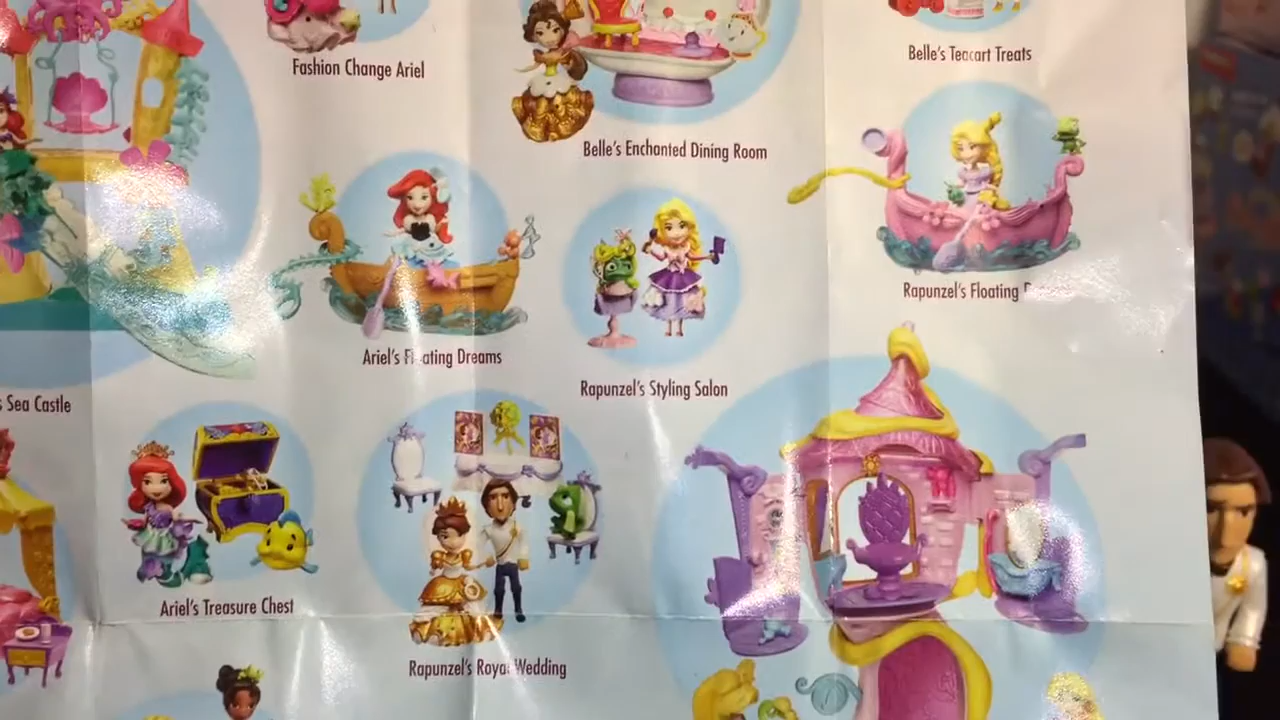 Fashion Change Ariel
Belle's Teacart Treats
Belle's Enchanted Dining Room
Rapunzel's Floating
Ariel's Floating Dreams
Rapunzel's Styling Salon
Sea Castle
Ariel's Treasure Chest
Rapunzel's Royal Wedding